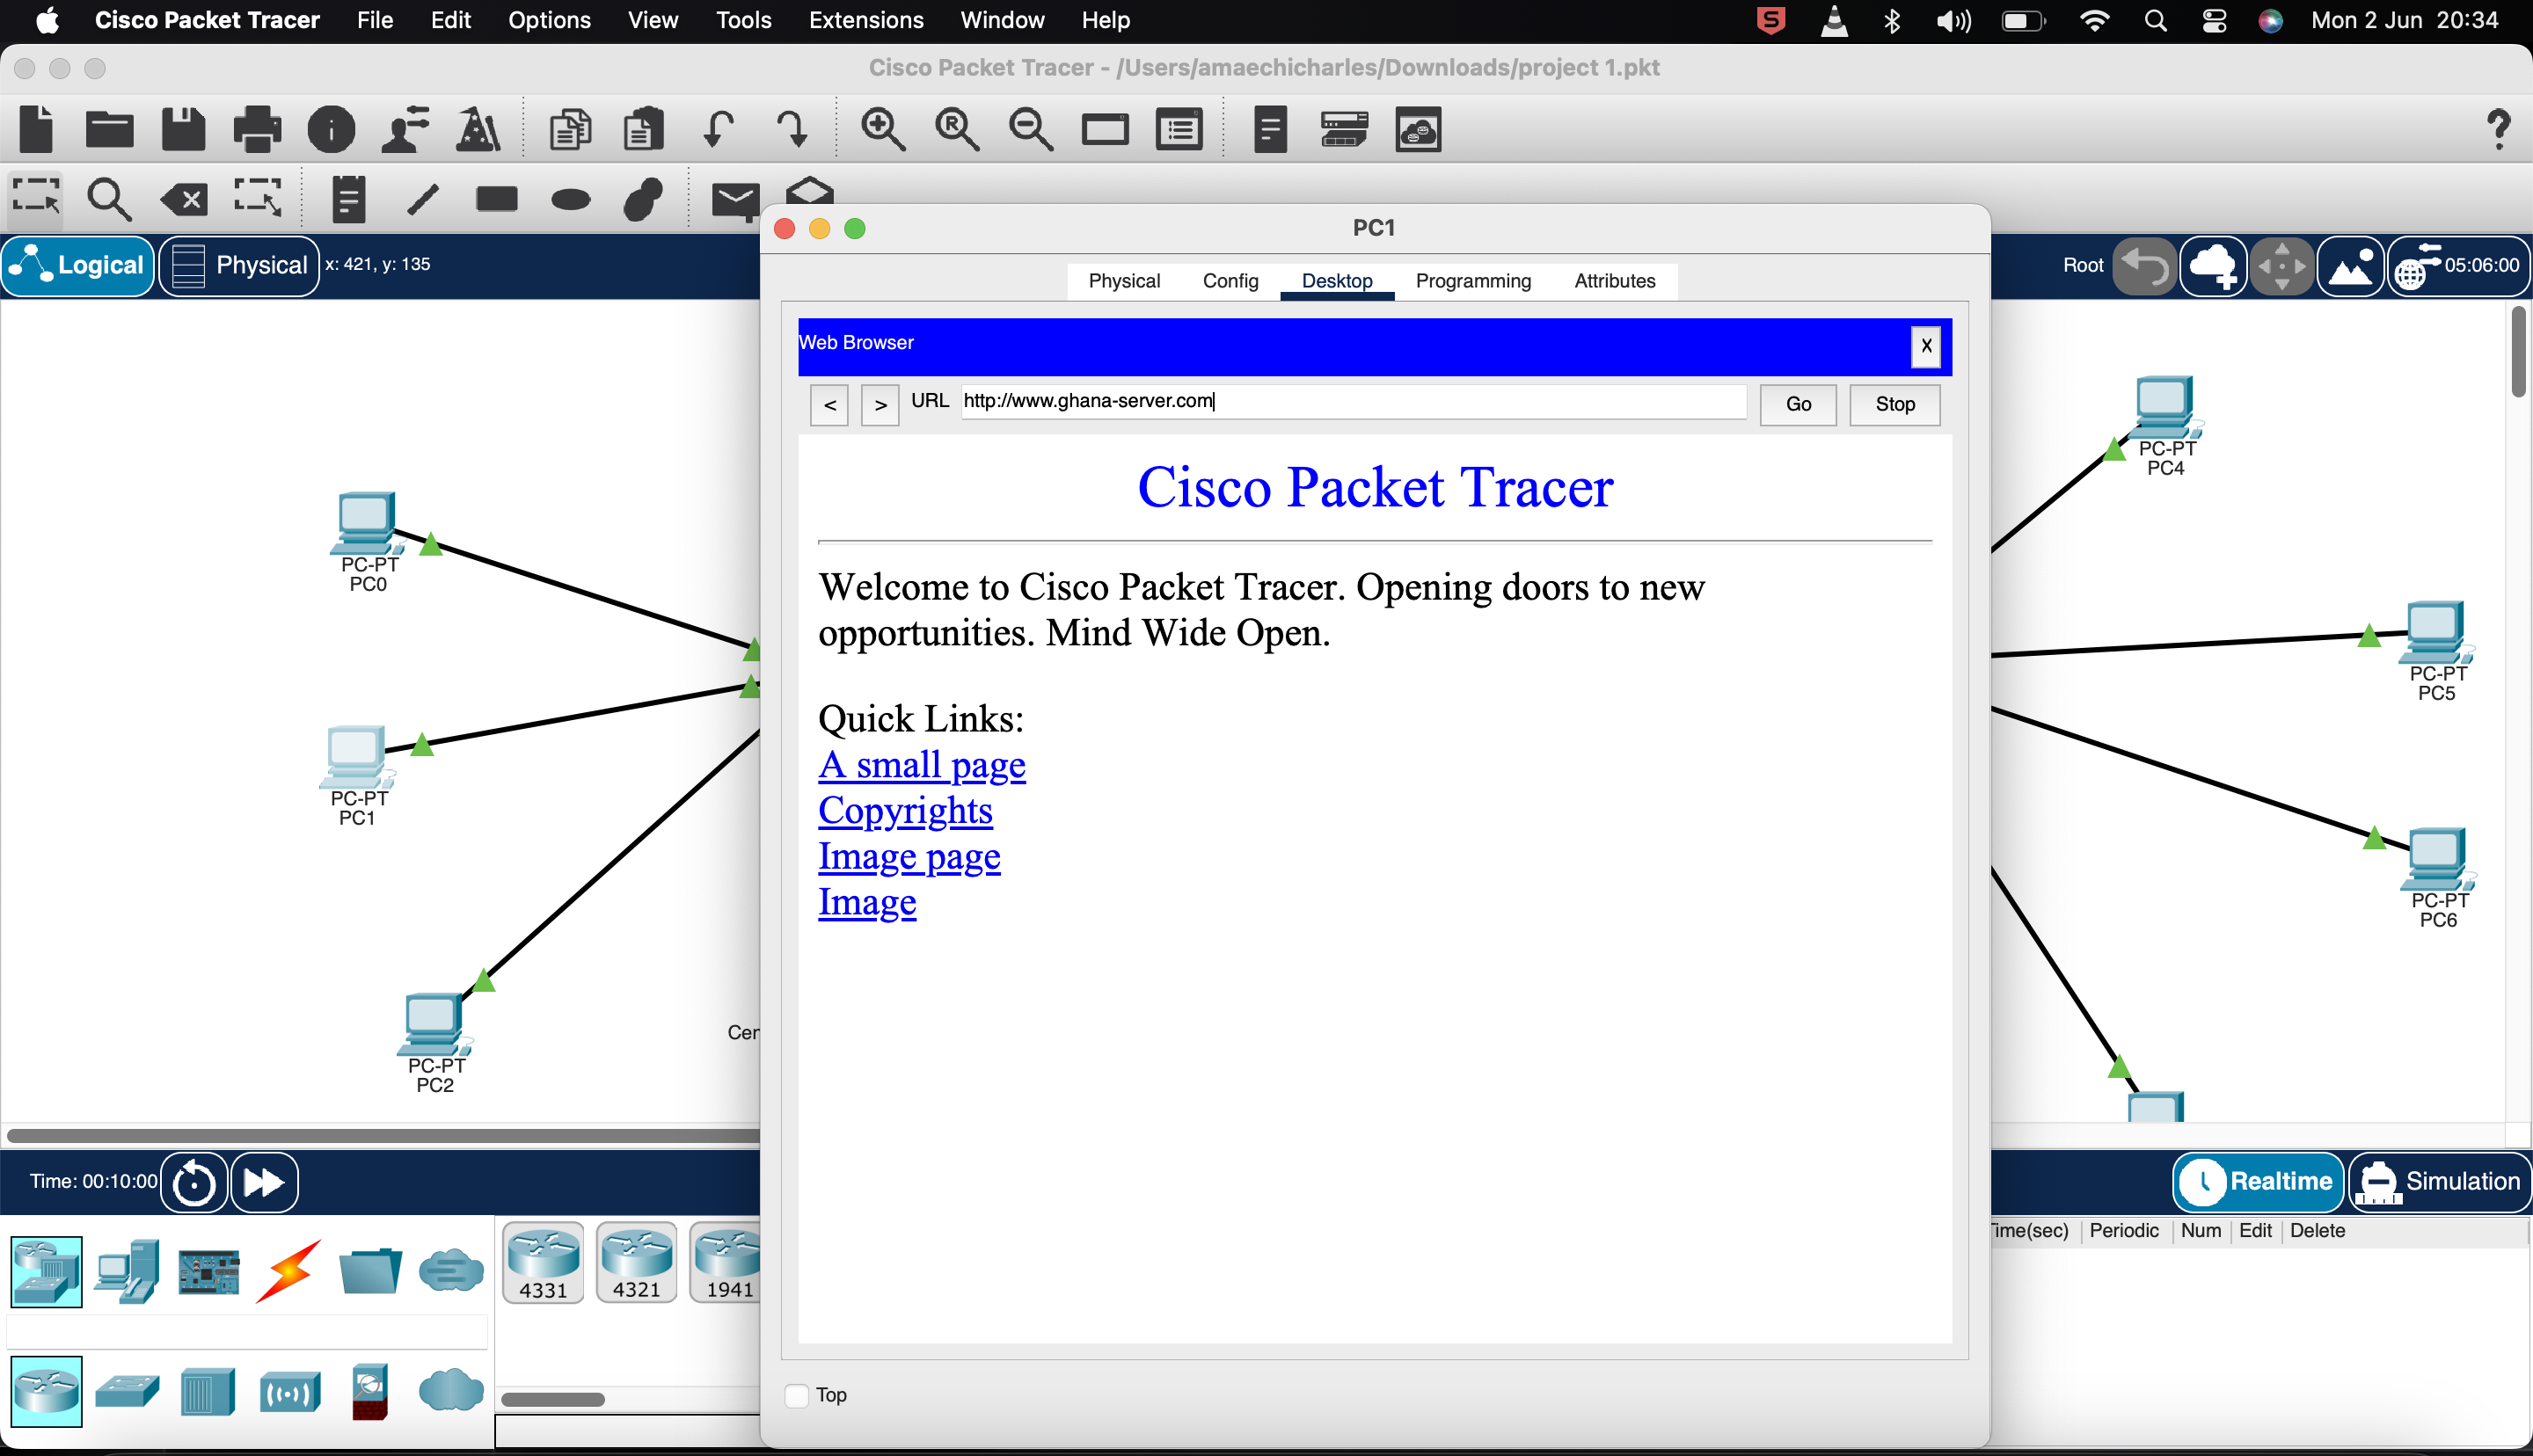 Cisco Packet Tracer File Edit Options View Tools Extensions Window Help Mon 2 Jun 20:34
Cisco Packet Tracer - /Users/amaechicharles/Downloads/project 1.pkt
Logical Physical x: 421, y: 135
Root 05:06:00
PC1
Physical Config Desktop Programming Attributes
Web Browser X
< > URL http://www.ghana-server.com Go Stop
Cisco Packet Tracer
Welcome to Cisco Packet Tracer. Opening doors to new
opportunities. Mind Wide Open.
Quick Links:
A small page
Copyrights
Image page
Image
Top
PC-PT
PC0
PC-PT
PC1
PC-PT
PC2
Cen
PC-PT
PC4
PC-PT
PC5
PC-PT
PC6
Time: 00:10:00
Realtime Simulation
Time(sec) Periodic Num Edit Delete
4331 4321 1941